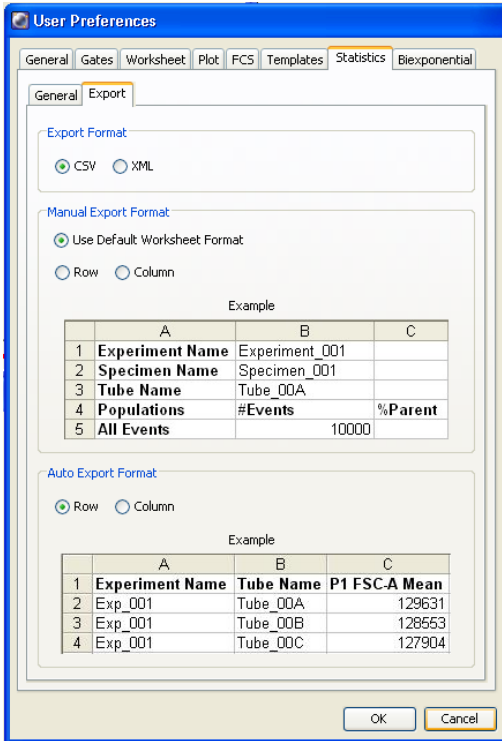 User Preferences
General Gates Worksheet Plot FCS Templates Statistics Biexponential
General Export
Export Format
CSV XML
Manual Export Format
Use Default Worksheet Format
Row Column
Example
A B C
1 Experiment Name Experiment_001
2 Specimen Name Specimen_001
3 Tube Name Tube_00A
4 Populations #Events %Parent
5 All Events 10000
Auto Export Format
Row Column
Example
A B C
1 Experiment Name Tube Name P1 FSC-A Mean
2 Exp_001 Tube_00A 129631
3 Exp_001 Tube_00B 128553
4 Exp_001 Tube_00C 127904
OK Cancel